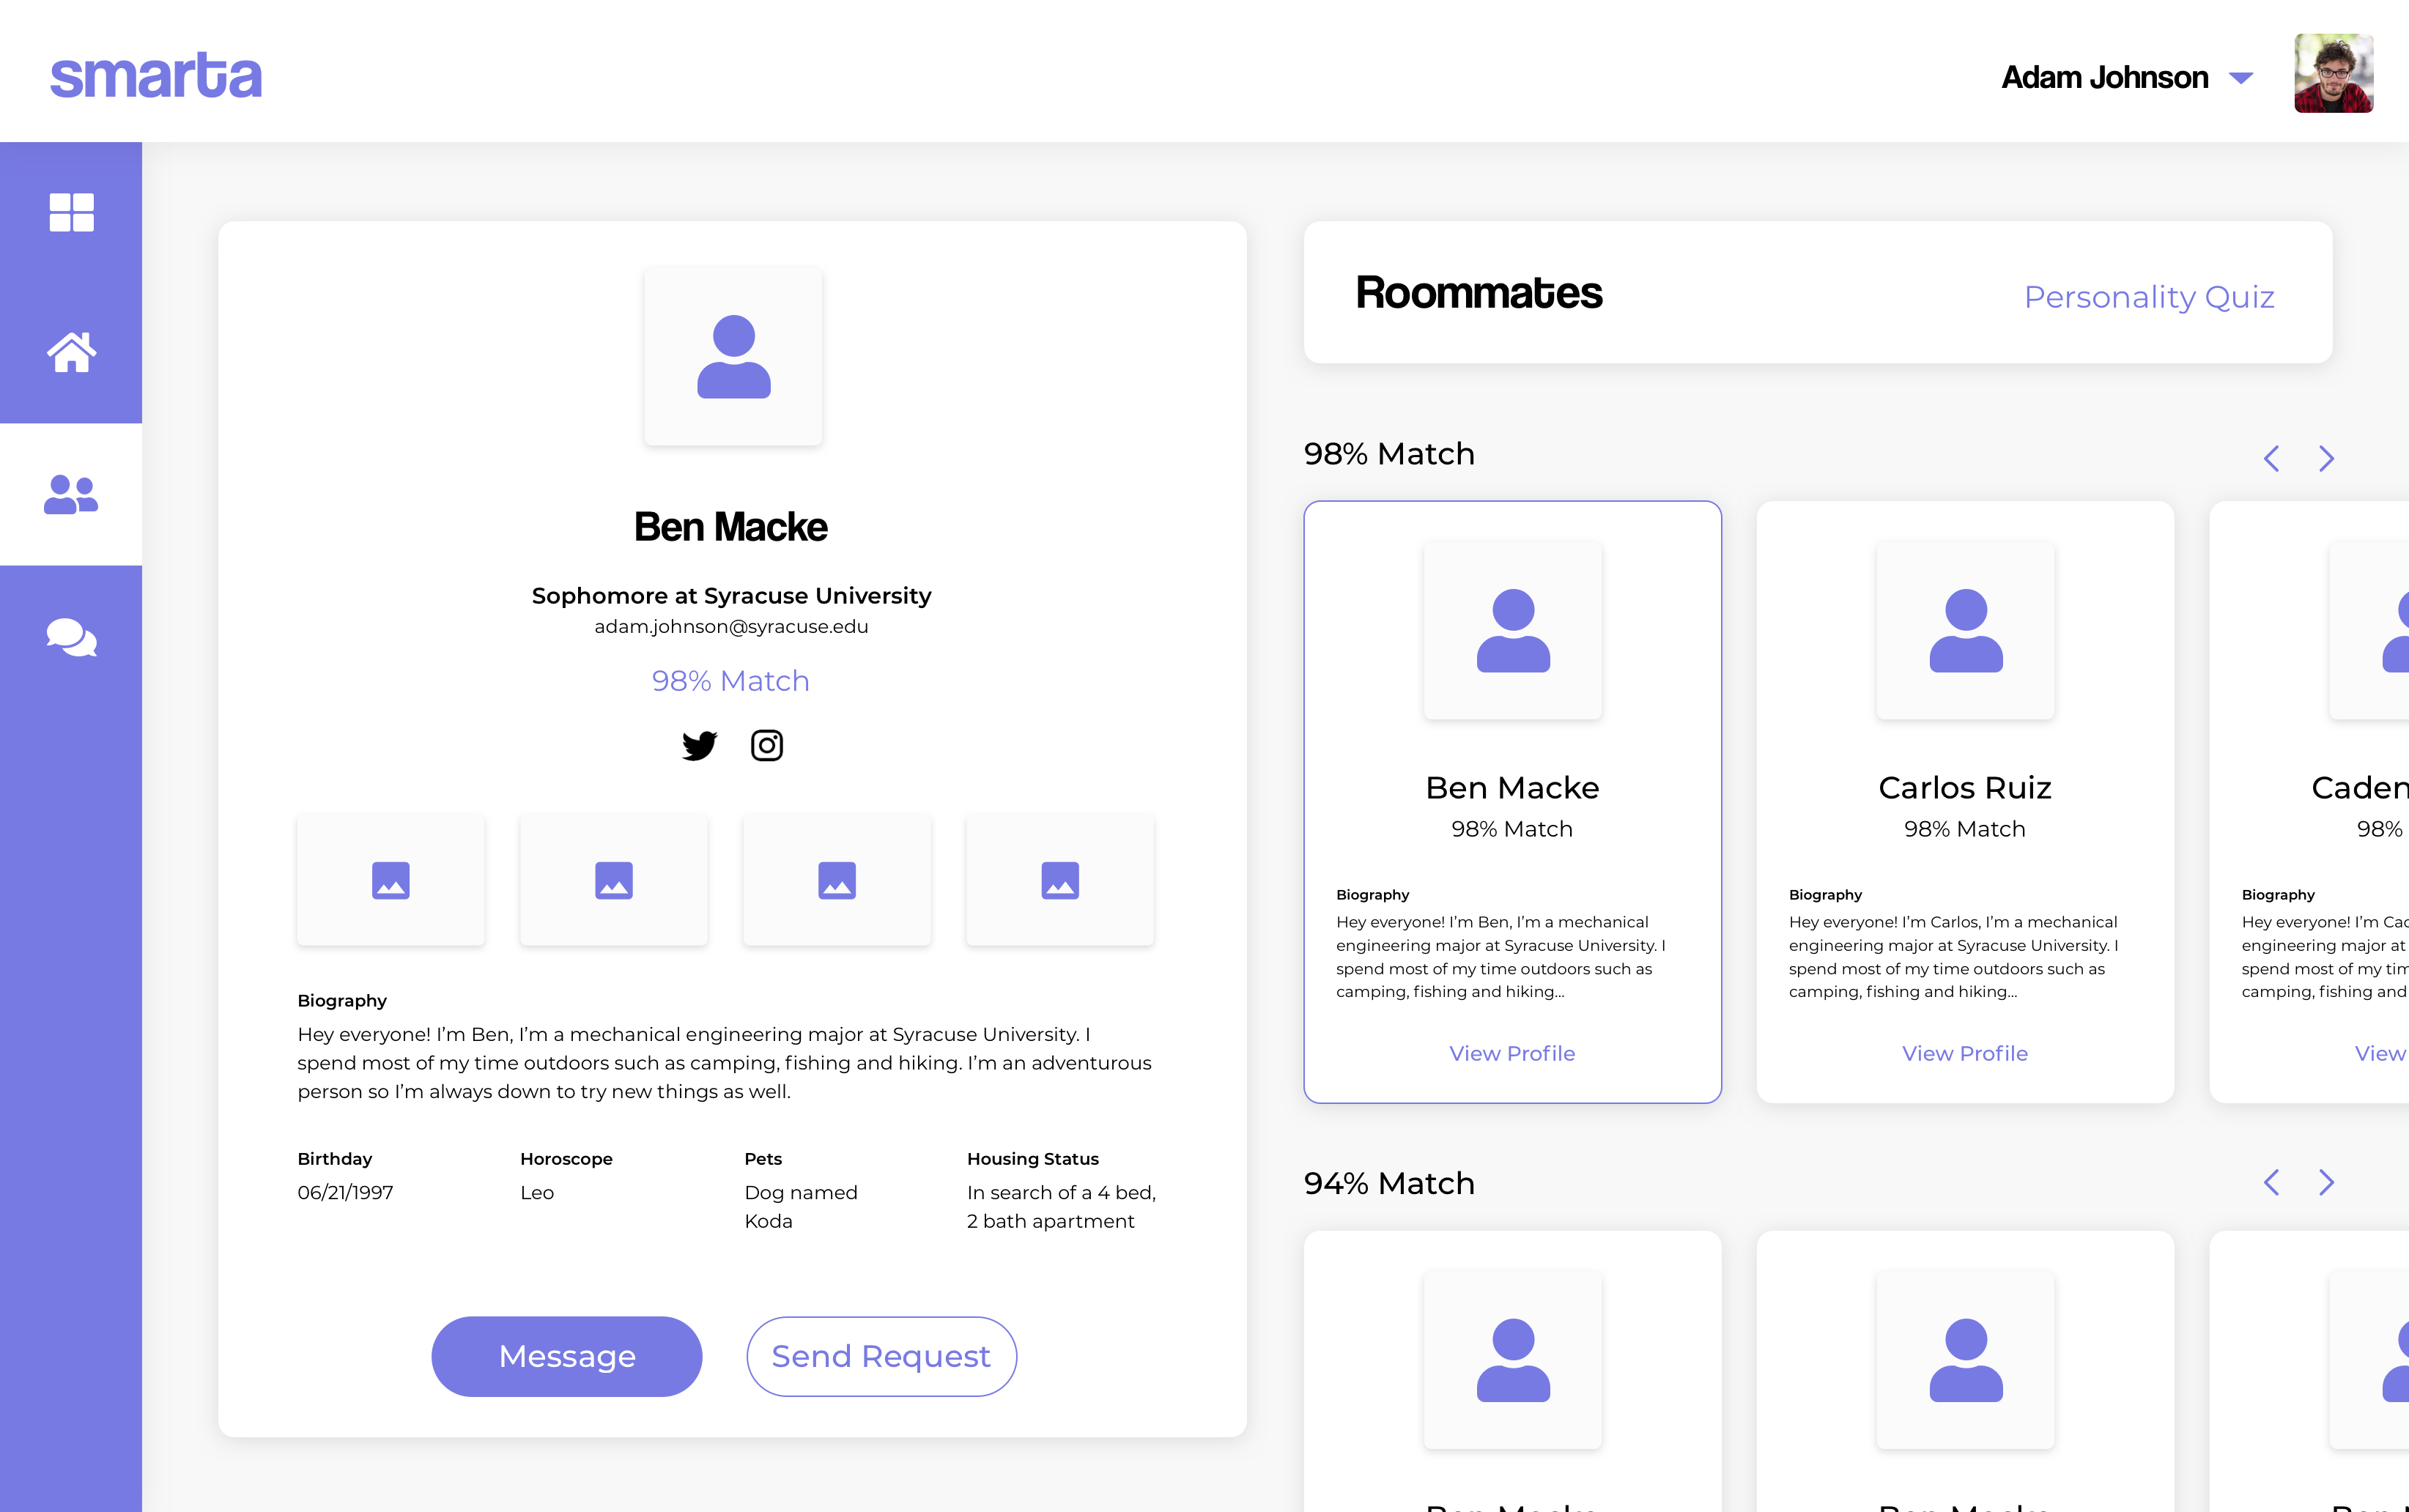 smarta
Adam Johnson
Ben Macke
Sophomore at Syracuse University
adam.johnson@syracuse.edu
98% Match
Biography
Hey everyone! I’m Ben, I’m a mechanical engineering major at Syracuse University. I
spend most of my time outdoors such as camping, fishing and hiking. I’m an adventurous
person so I’m always down to try new things as well.
Birthday
06/21/1997
Horoscope
Leo
Pets
Dog named
Koda
Housing Status
In search of a 4 bed,
2 bath apartment
Message
Send Request
Roommates
Personality Quiz
98% Match
Ben Macke
98% Match
Biography
Hey everyone! I’m Ben, I’m a mechanical
engineering major at Syracuse University. I
spend most of my time outdoors such as
camping, fishing and hiking...
View Profile
Carlos Ruiz
98% Match
Biography
Hey everyone! I’m Carlos, I’m a mechanical
engineering major at Syracuse University. I
spend most of my time outdoors such as
camping, fishing and hiking...
View Profile
Caden
98%
Biography
Hey everyone! I’m
engineering major at
spend most of my
camping, fishing and
View
94% Match
Ben Macke
Ben Macke
Ben